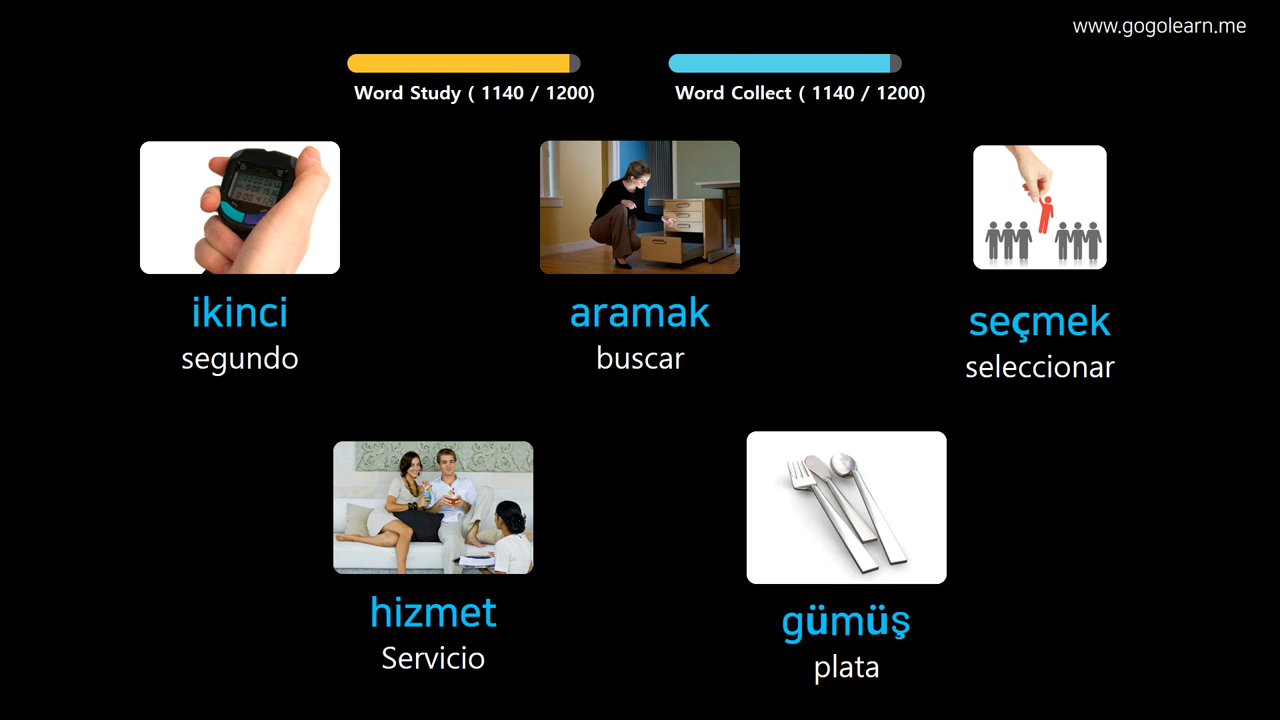 www.gogolearn.me
Word Study ( 1140 / 1200)
Word Collect ( 1140 / 1200)
ikinci
segundo
aramak
buscar
seçmek
seleccionar
hizmet
Servicio
gümüş
plata